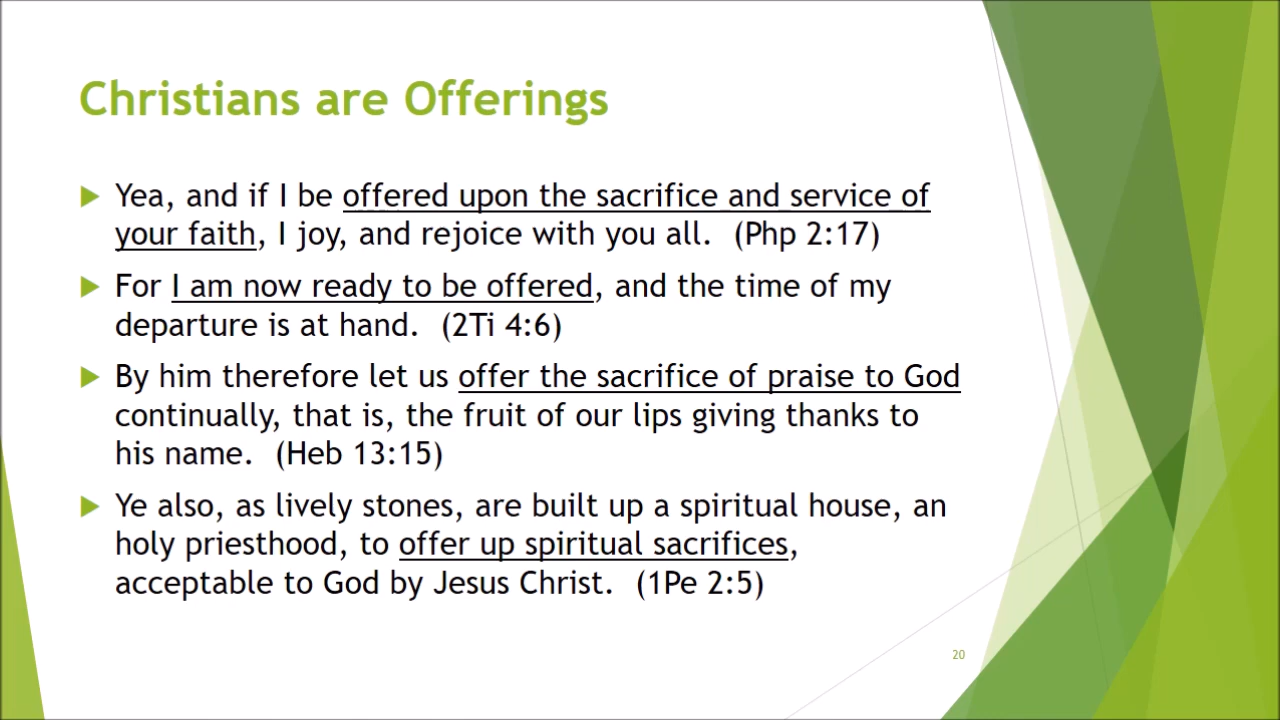 Christians are Offerings
Yea, and if I be offered upon the sacrifice and service of
your faith, I joy, and rejoice with you all.  (Php 2:17)
For I am now ready to be offered, and the time of my
departure is at hand.  (2Ti 4:6)
By him therefore let us offer the sacrifice of praise to God
continually, that is, the fruit of our lips giving thanks to
his name.  (Heb 13:15)
Ye also, as lively stones, are built up a spiritual house, an
holy priesthood, to offer up spiritual sacrifices,
acceptable to God by Jesus Christ.  (1Pe 2:5)
20